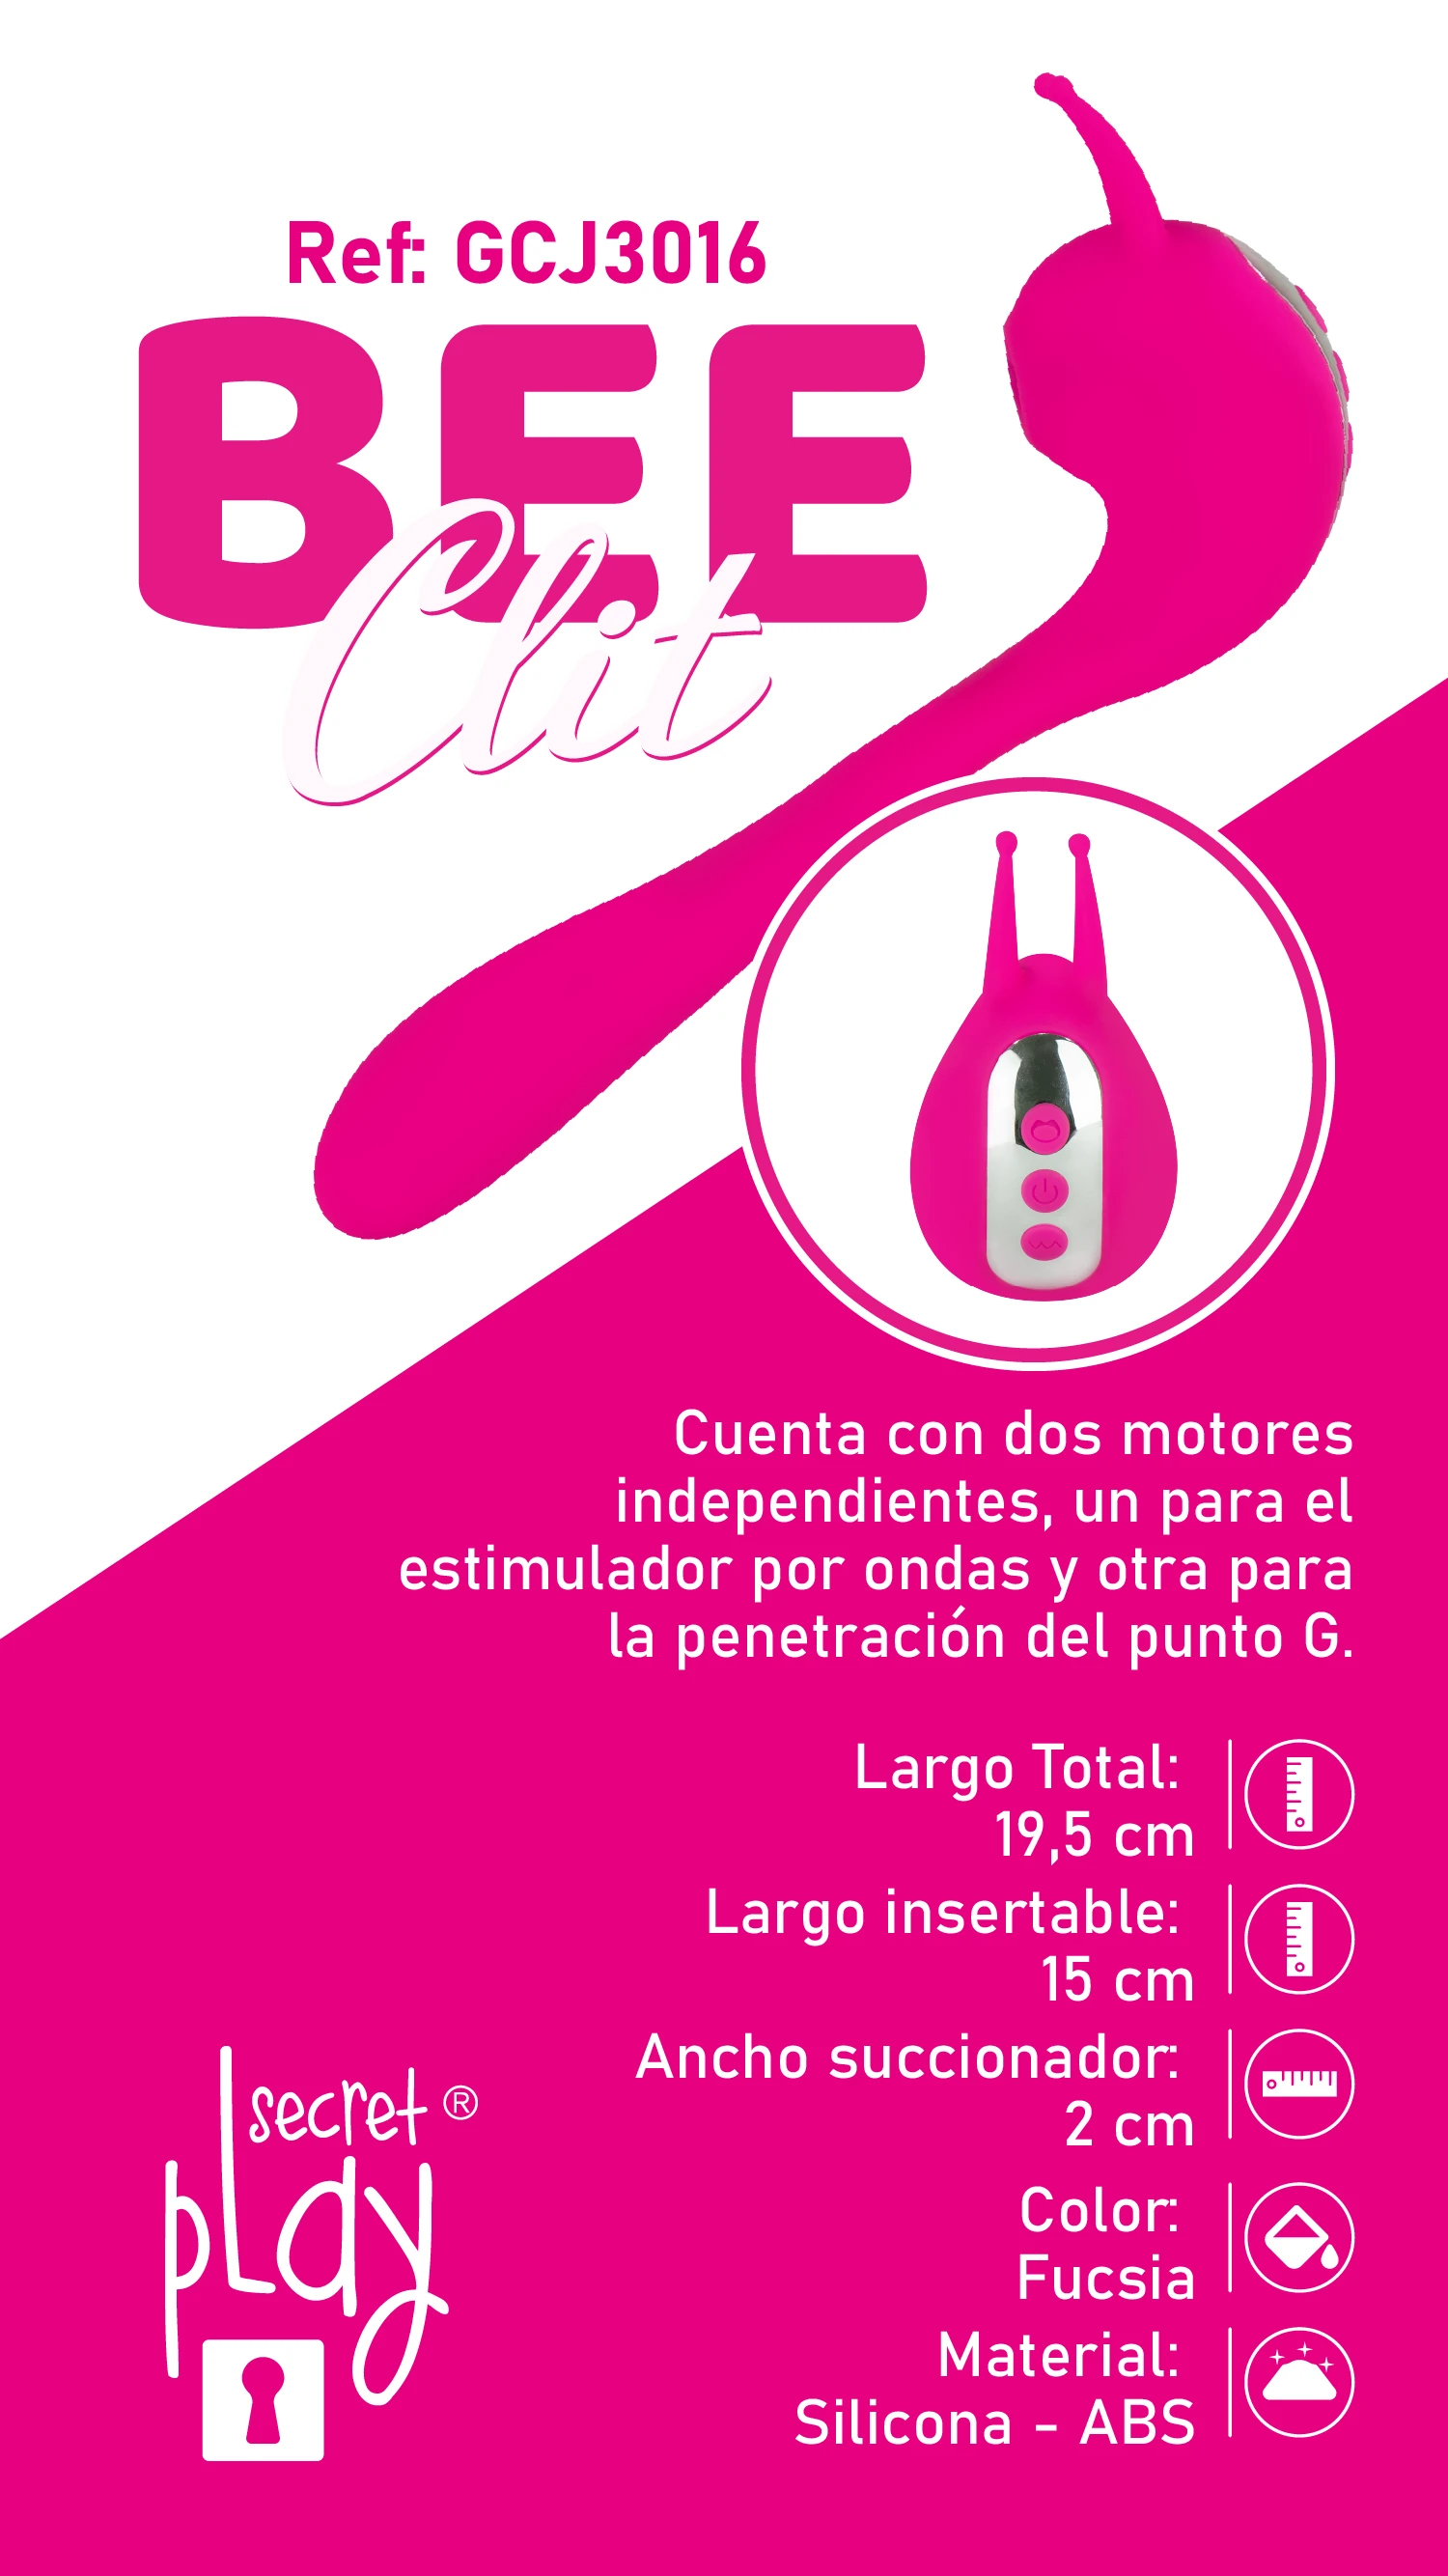 Ref: GCJ3016
BEE
Clit
Cuenta con dos motores
independientes, un para el
estimulador por ondas y otra para
la penetración del punto G.
Largo Total:
19,5 cm
Largo insertable:
15 cm
Ancho succionador:
2 cm
Color:
Fucsia
Material:
Silicona - ABS
secret ®
play